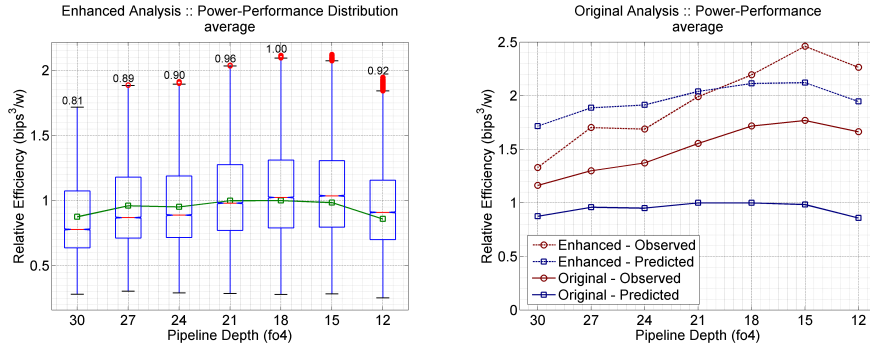 Enhanced Analysis :: Power-Performance Distribution
average
Relative Efficiency (bips³/w)
2
1.5
1
0.5
0.81
0.89
0.90
0.96
1.00
0.92
30 27 24 21 18 15 12
Pipeline Depth (fo4)
Original Analysis :: Power-Performance
average
Relative Efficiency (bips³/w)
2.5
2
1.5
1
0.5
0
Enhanced - Observed
Enhanced - Predicted
Original - Observed
Original - Predicted
30 27 24 21 18 15 12
Pipeline Depth (fo4)